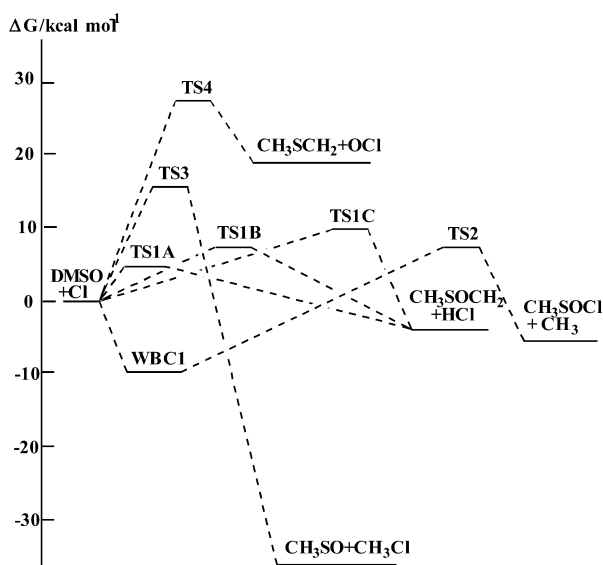 ΔG/kcal mol-1
30
TS4
20
CH3SCH2+OCl
TS3
10
TS1C
TS1B
TS2
TS1A
DMSO
+Cl
0
CH3SOCH2
+HCl
CH3SOCl
+ CH3
WBC1
-10
-20
-30
CH3SO+CH3Cl